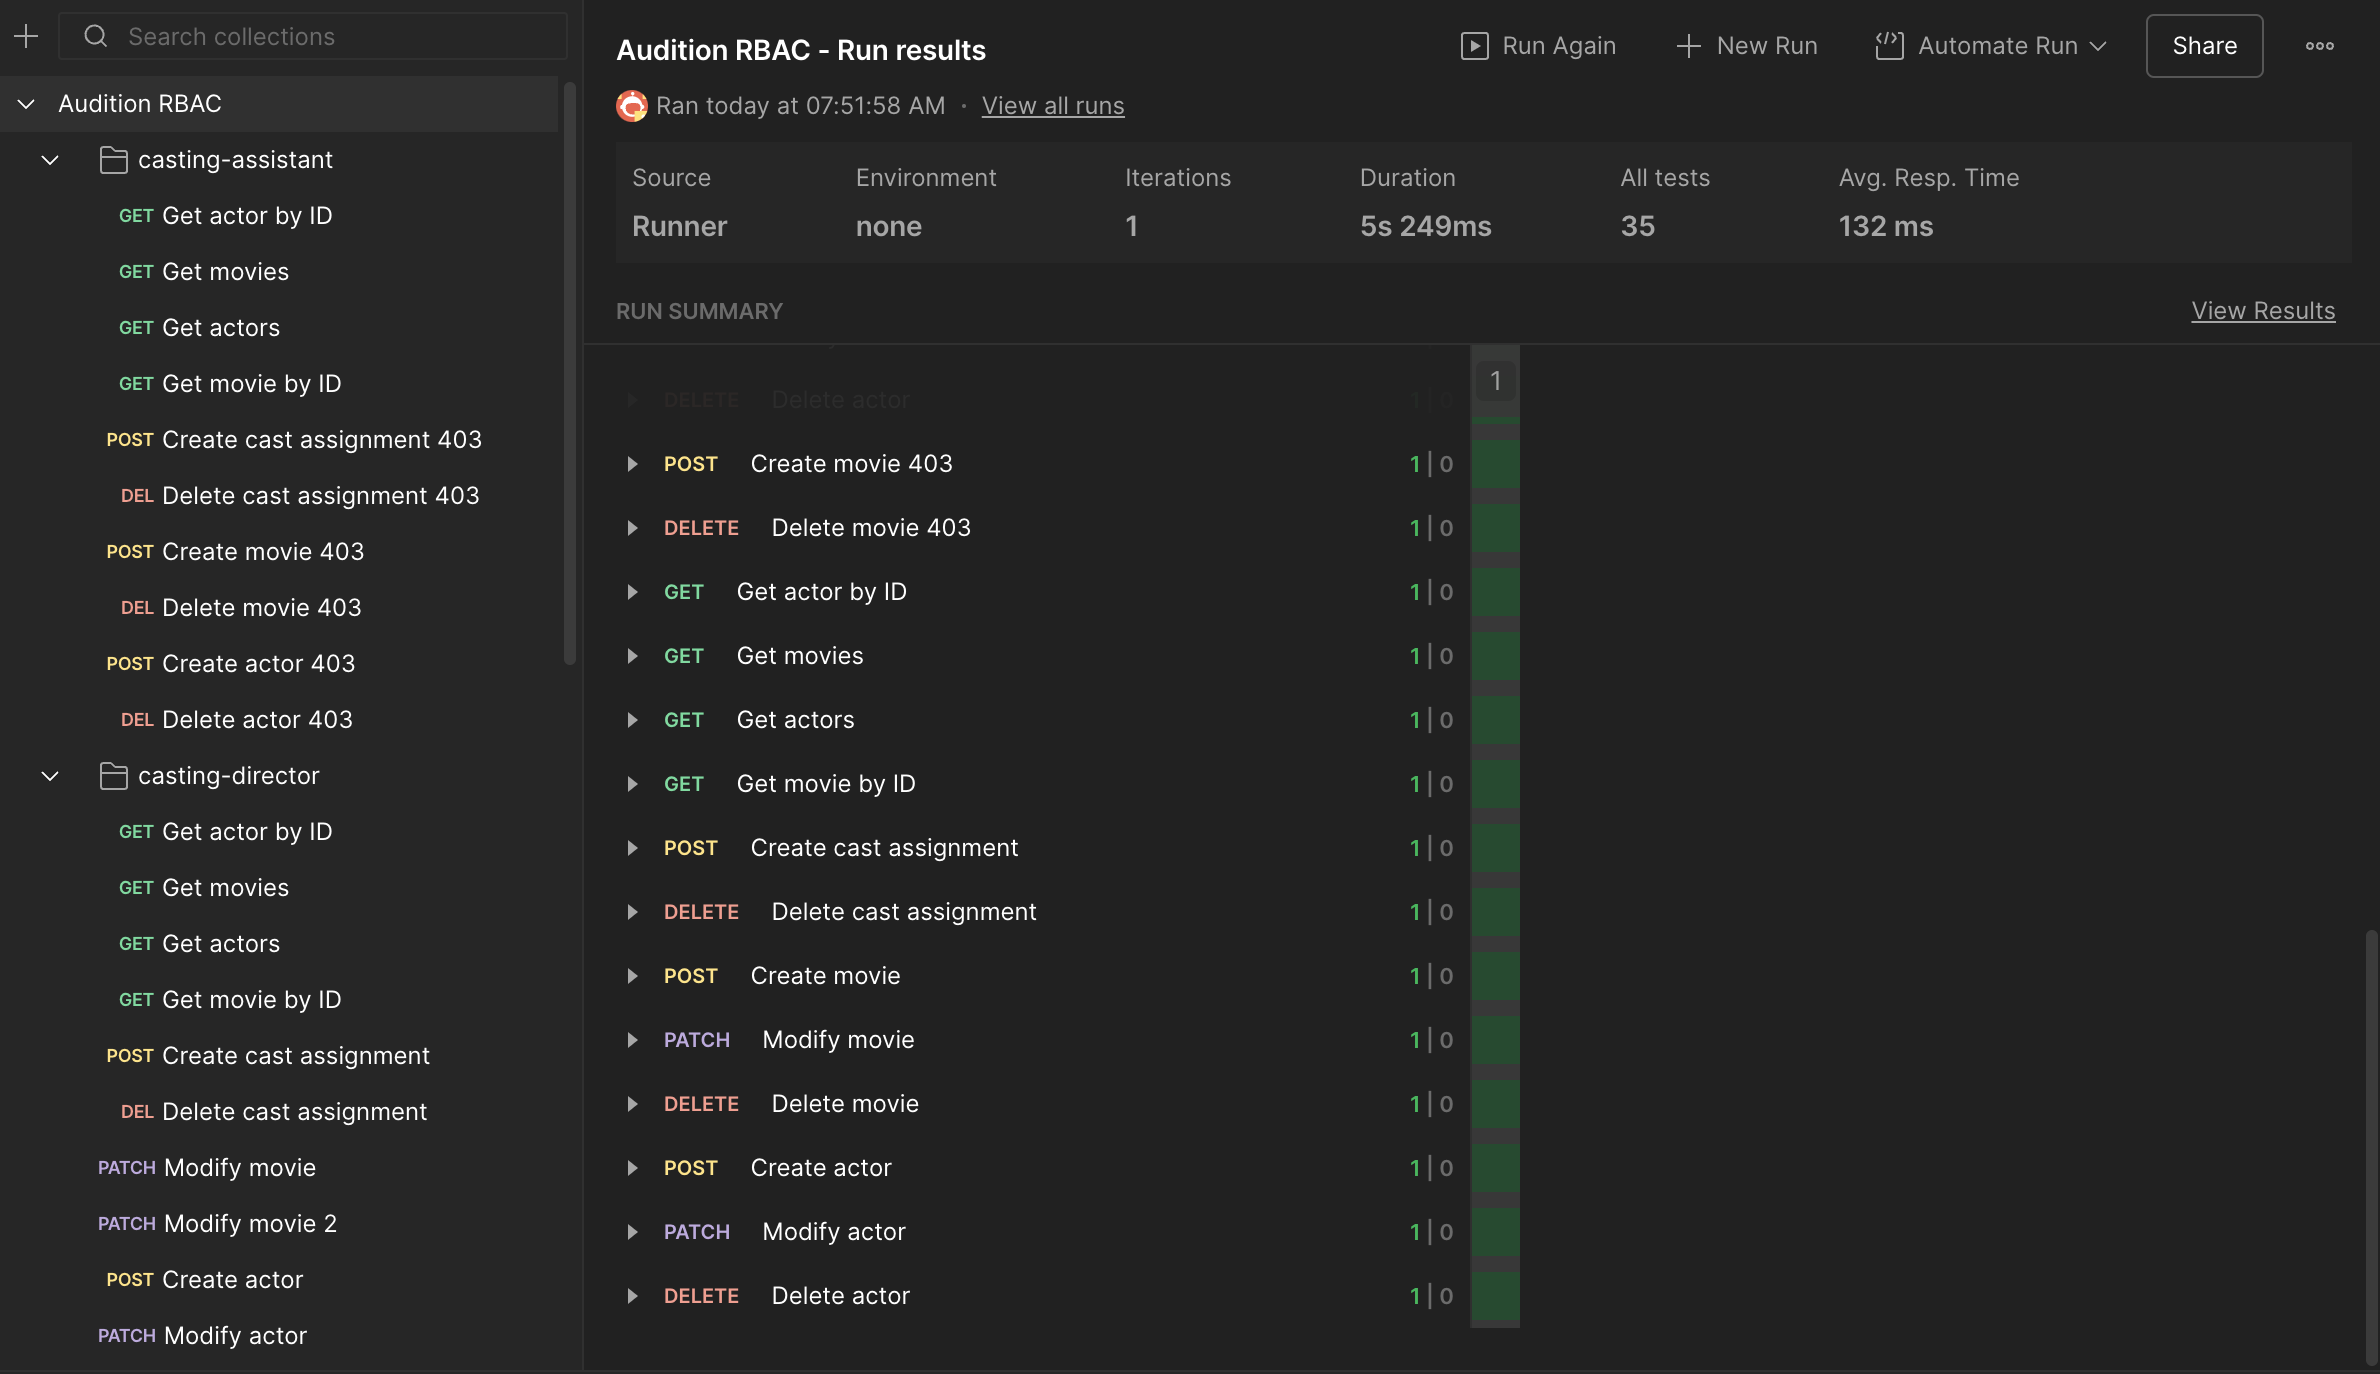 Search collections
Audition RBAC
casting-assistant
GET Get actor by ID
GET Get movies
GET Get actors
GET Get movie by ID
POST Create cast assignment 403
DEL Delete cast assignment 403
POST Create movie 403
DEL Delete movie 403
POST Create actor 403
DEL Delete actor 403
casting-director
GET Get actor by ID
GET Get movies
GET Get actors
GET Get movie by ID
POST Create cast assignment
DEL Delete cast assignment
PATCH Modify movie
PATCH Modify movie 2
POST Create actor
PATCH Modify actor
Audition RBAC - Run results
Run Again
New Run
Automate Run
Share
Ran today at 07:51:58 AM · View all runs
Source Environment Iterations Duration All tests Avg. Resp. Time
Runner none 1 5s 249ms 35 132 ms
RUN SUMMARY
View Results
1
DELETE Delete actor 1 | 0
POST Create movie 403 1 | 0
DELETE Delete movie 403 1 | 0
GET Get actor by ID 1 | 0
GET Get movies 1 | 0
GET Get actors 1 | 0
GET Get movie by ID 1 | 0
POST Create cast assignment 1 | 0
DELETE Delete cast assignment 1 | 0
POST Create movie 1 | 0
PATCH Modify movie 1 | 0
DELETE Delete movie 1 | 0
POST Create actor 1 | 0
PATCH Modify actor 1 | 0
DELETE Delete actor 1 | 0